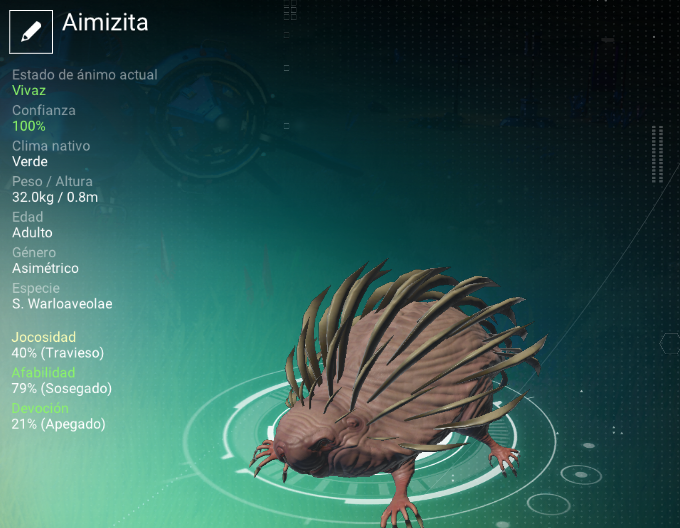 Aimizita
Estado de ánimo actual
Vivaz
Confianza
100%
Clima nativo
Verde
Peso / Altura
32.0kg / 0.8m
Edad
Adulto
Género
Asimétrico
Especie
S. Warloaveolae
Jocosidad
40% (Travieso)
Afabilidad
79% (Sosegado)
Devoción
21% (Apegado)